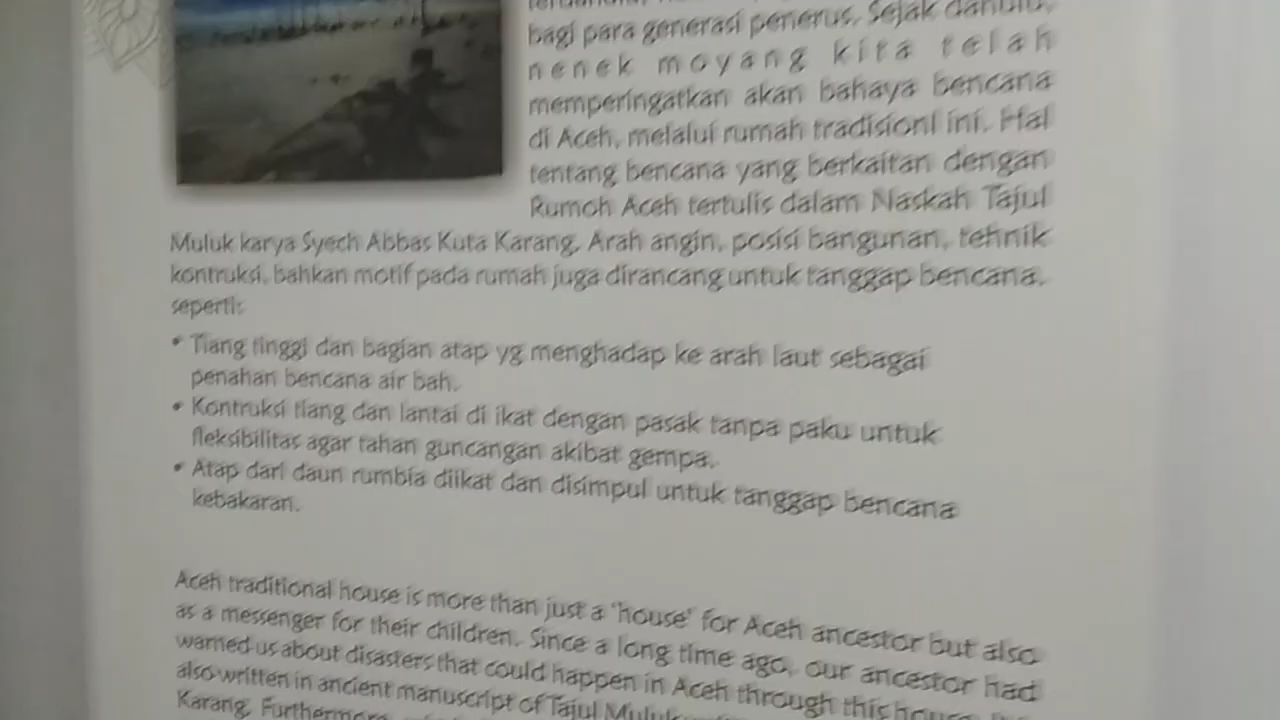 bagi para generasi penerus. Sejak dahulu,
nenek moyang kita telah
memperingatkan akan bahaya bencana
di Aceh, melalui rumah tradisionl ini. Hal
tentang bencana yang berkaitan dengan
Rumoh Aceh tertulis dalam Naskah Tajul
Muluk karya Syech Abbas Kuta Karang. Arah angin, posisi bangunan, tehnik
kontruksi, bahkan motif pada rumah juga dirancang untuk tanggap bencana,
seperti:
• Tiang tinggi dan bagian atap yg menghadap ke arah laut sebagai
penahan bencana air bah.
• Kontruksi tiang dan lantai di ikat dengan pasak tanpa paku untuk
fleksibilitas agar tahan guncangan akibat gempa.
• Atap dari daun rumbia diikat dan disimpul untuk tanggap bencana
kebakaran.
Aceh traditional house is more than just a 'house' for Aceh ancestor but also
as a messenger for their children. Since a long time ago, our ancestor had
warned us about disasters that could happen in Aceh through this house.
also written in ancient manuscript of Tajul Muluk
Karang. Furthermore